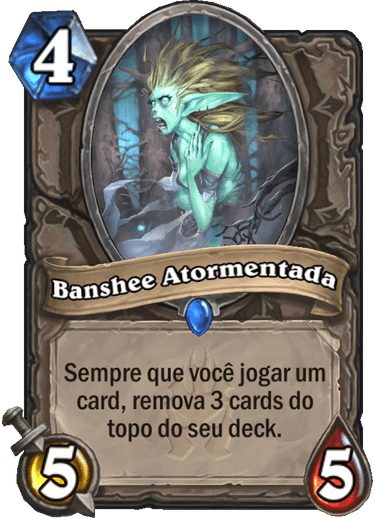 4
Banshee Atormentada
Sempre que você jogar um
card, remova 3 cards do
topo do seu deck.
5
5